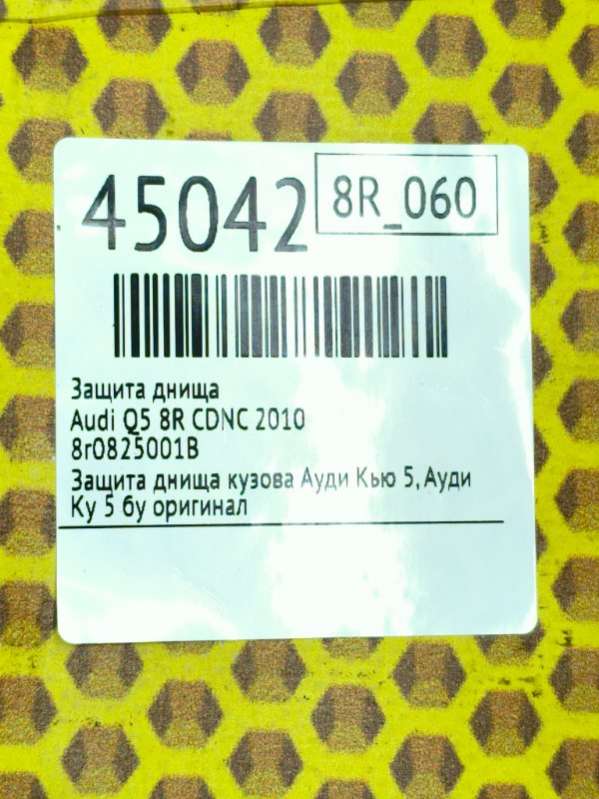 45042
8R_060
Защита днища
Audi Q5 8R CDNC 2010
8r0825001B
Защита днища кузова Ауди Кью 5, Ауди
Ку 5 бу оригинал